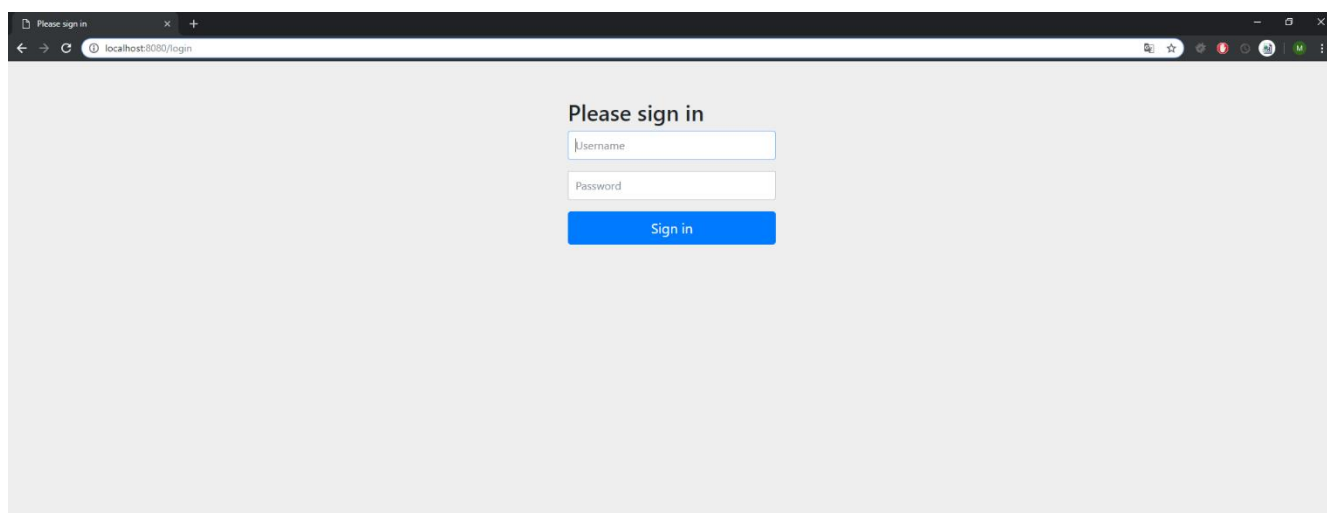 Please sign in
localhost:8080/login
M
Please sign in
Username
Password
Sign in